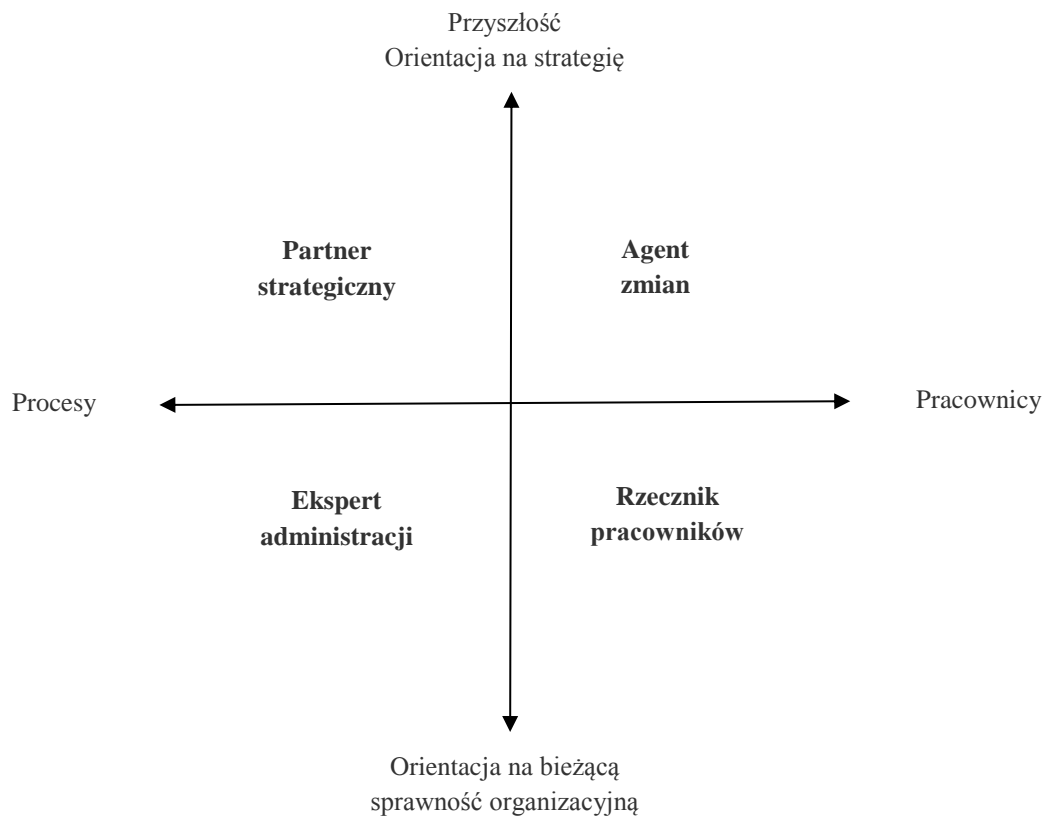 Przyszłość
Orientacja na strategię
Partner
strategiczny
Agent
zmian
Procesy
Pracownicy
Ekspert
administracji
Rzecznik
pracowników
Orientacja na bieżącą
sprawność organizacyjną